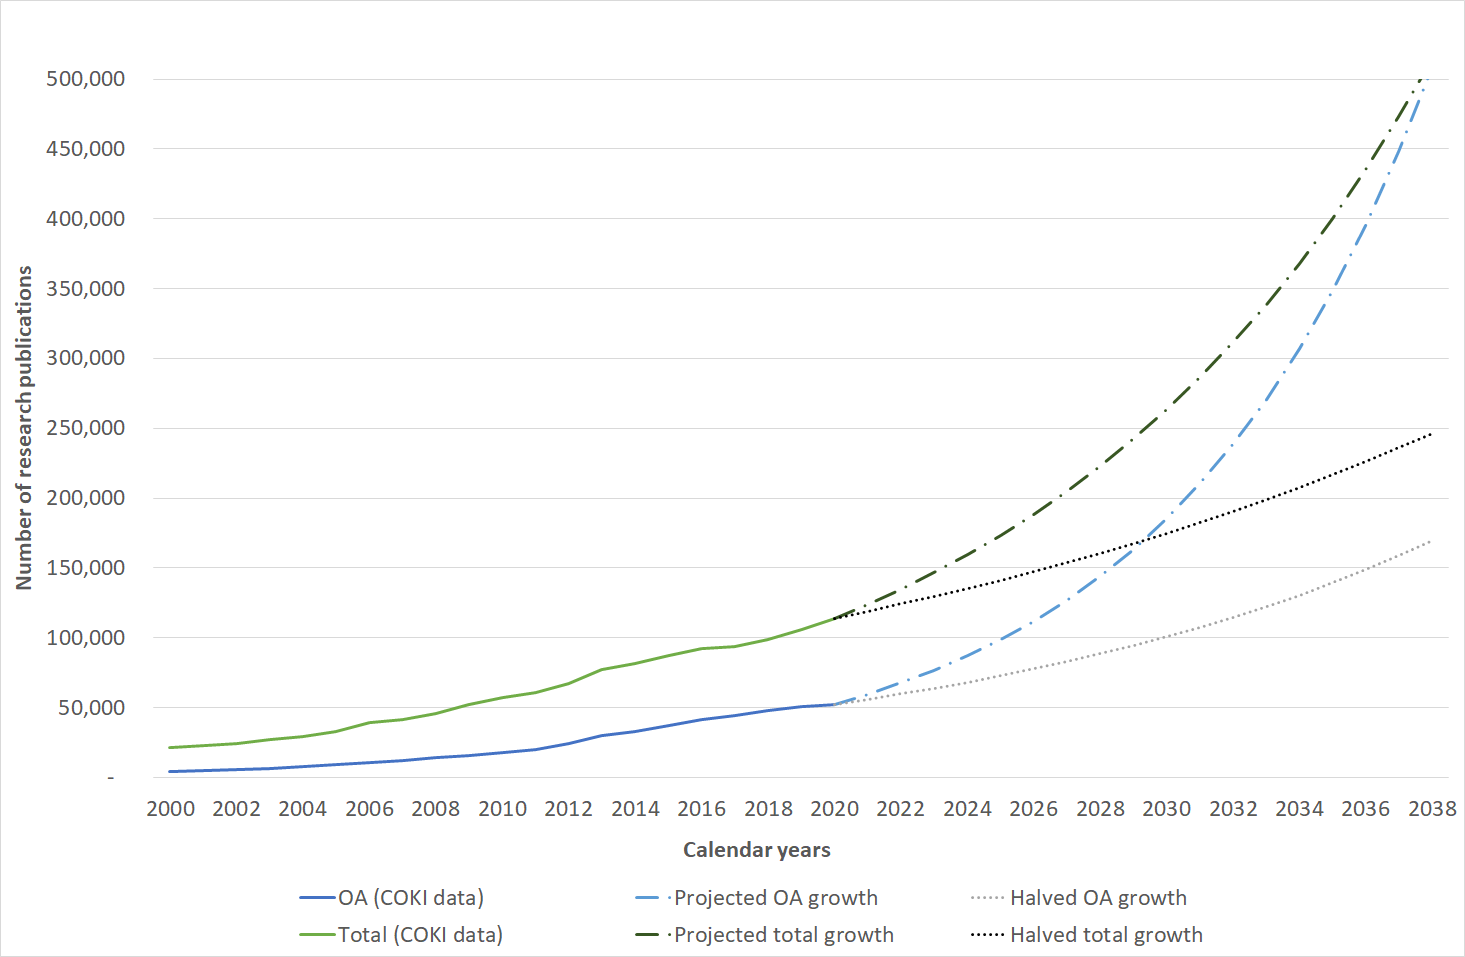 500,000
450,000
400,000
350,000
300,000
250,000
200,000
150,000
100,000
50,000
-
Number of research publications
2000 2002 2004 2006 2008 2010 2012 2014 2016 2018 2020 2022 2024 2026 2028 2030 2032 2034 2036 2038
Calendar years
OA (COKI data) Projected OA growth Halved OA growth
Total (COKI data) Projected total growth Halved total growth